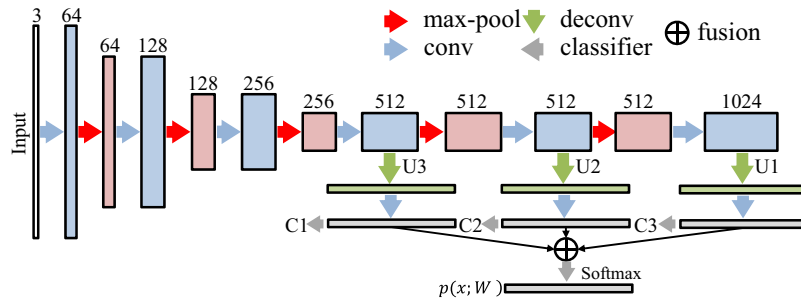 3 64 max-pool deconv
64 128 conv classifier fusion
128 256
256 512 512 512 512 1024
Input
U3 U2 U1
C1 C2 C3
Softmax
p(x;W)